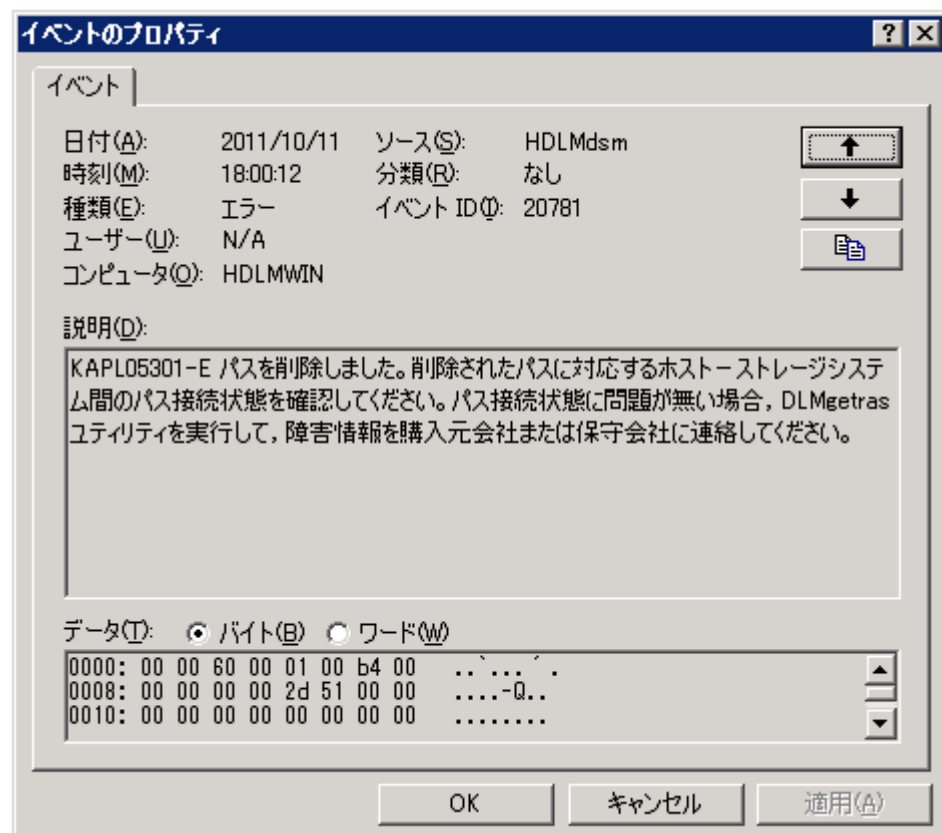 イベントのプロパティ
イベント
日付(A): 2011/10/11 ソース(S): HDLMdsm
時刻(M): 18:00:12 分類(R): なし
種類(E): エラー イベント ID(I): 20781
ユーザー(U): N/A
コンピュータ(O): HDLMWIN
説明(D):
KAPL05301-E パスを削除しました。削除されたパスに対応するホスト－ストレージシステ
ム間のパス接続状態を確認してください。パス接続状態に問題が無い場合，DLMgetras
ユティリティを実行して，障害情報を購入元会社または保守会社に連絡してください。
データ(T): バイト(B) ワード(W)
0000: 00 00 60 00 01 00 b4 00 ..`...´.
0008: 00 00 00 00 2d 51 00 00 ....-Q..
0010: 00 00 00 00 00 00 00 00 ........
OK キャンセル 適用(A)